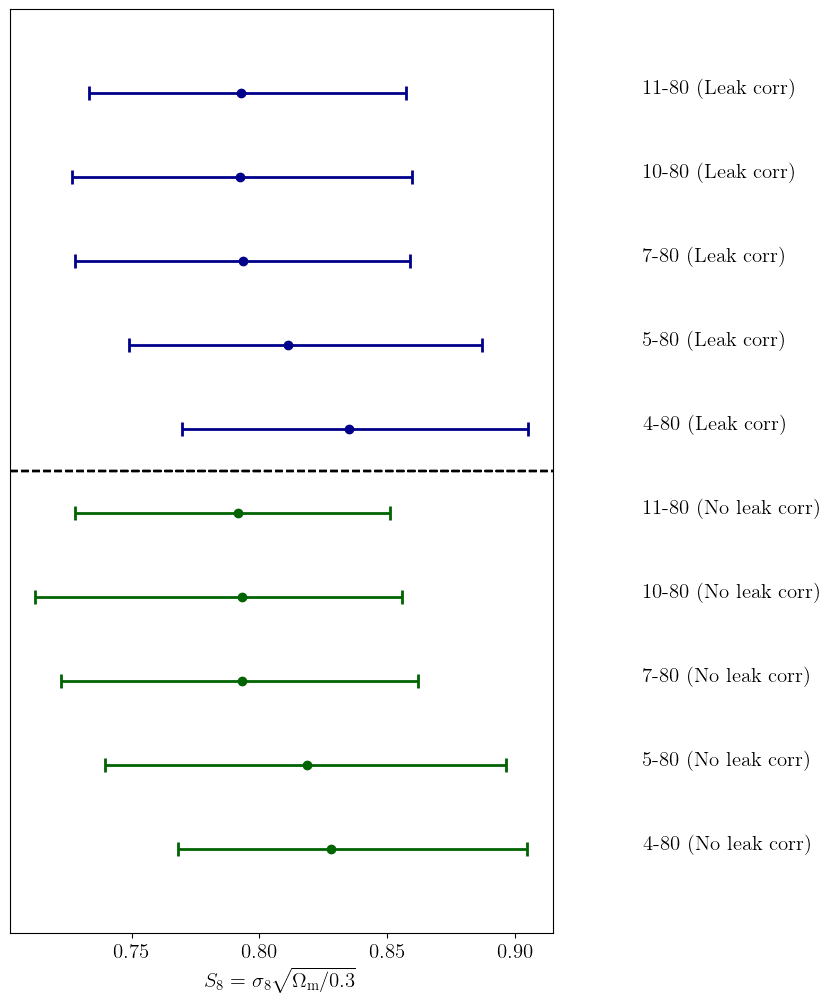 11-80 (Leak corr)
10-80 (Leak corr)
7-80 (Leak corr)
5-80 (Leak corr)
4-80 (Leak corr)
11-80 (No leak corr)
10-80 (No leak corr)
7-80 (No leak corr)
5-80 (No leak corr)
4-80 (No leak corr)
0.75 0.80 0.85 0.90
S₈ = σ₈√Ωₘ/0.3